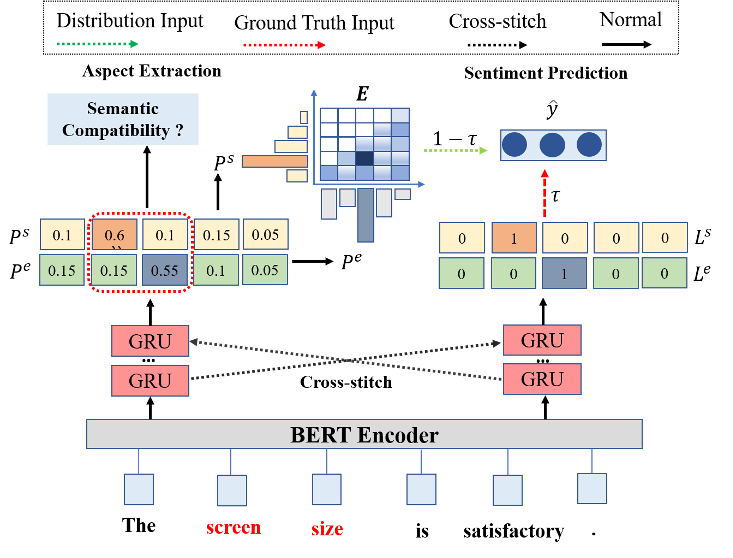 Distribution Input Ground Truth Input Cross-stitch Normal
Aspect Extraction Sentiment Prediction
Semantic
Compatibility ?
E
ŷ
1 − τ
P^s
τ
P^s 0.1 0.6 0.1 0.15 0.05
0 1 0 0 0 L^s
P^e 0.15 0.15 0.55 0.1 0.05
P^e
0 0 1 0 0 L^e
GRU GRU
... ...
GRU GRU
Cross-stitch
BERT Encoder
The screen size is satisfactory .